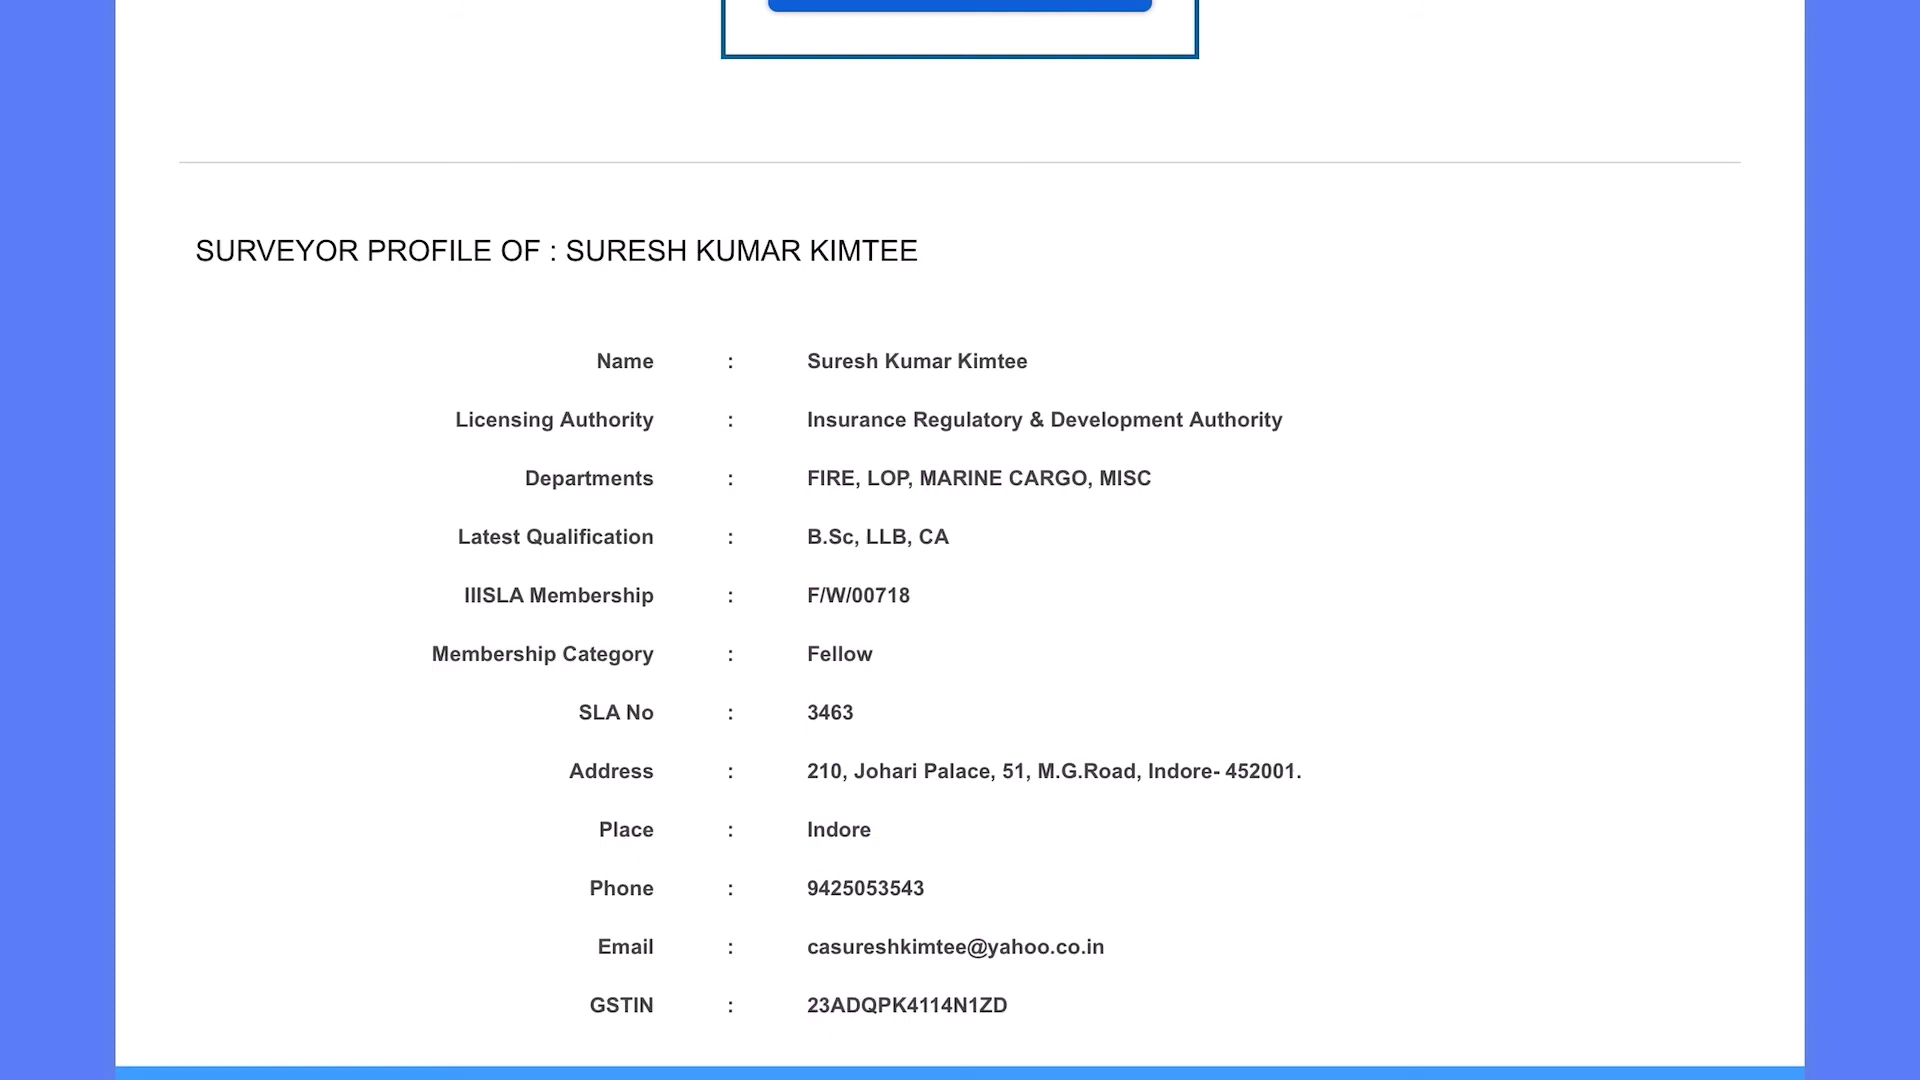 SURVEYOR PROFILE OF : SURESH KUMAR KIMTEE
Name : Suresh Kumar Kimtee
Licensing Authority : Insurance Regulatory & Development Authority
Departments : FIRE, LOP, MARINE CARGO, MISC
Latest Qualification : B.Sc, LLB, CA
IIISLA Membership : F/W/00718
Membership Category : Fellow
SLA No : 3463
Address : 210, Johari Palace, 51, M.G.Road, Indore- 452001.
Place : Indore
Phone : 9425053543
Email : casureshkimtee@yahoo.co.in
GSTIN : 23ADQPK4114N1ZD